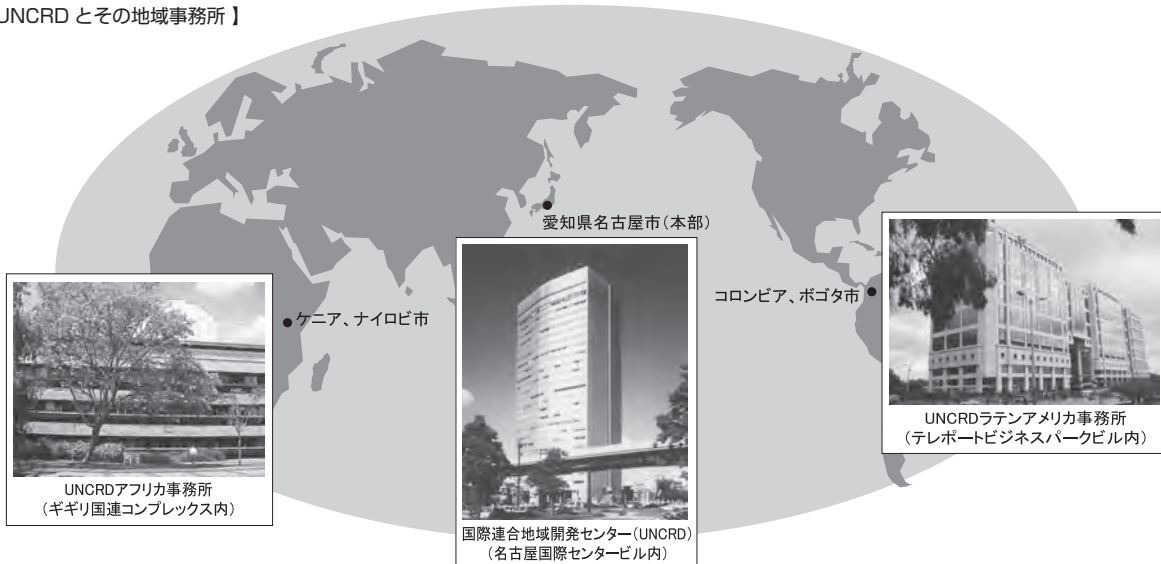 UNCRD とその地域事務所 】
愛知県名古屋市(本部)
コロンビア、ボゴタ市
ケニア、ナイロビ市
UNCRDラテンアメリカ事務所
(テレポートビジネスパークビル内)
UNCRDアフリカ事務所
(ギギリ国連コンプレックス内)
国際連合地域開発センター(UNCRD)
(名古屋国際センタービル内)